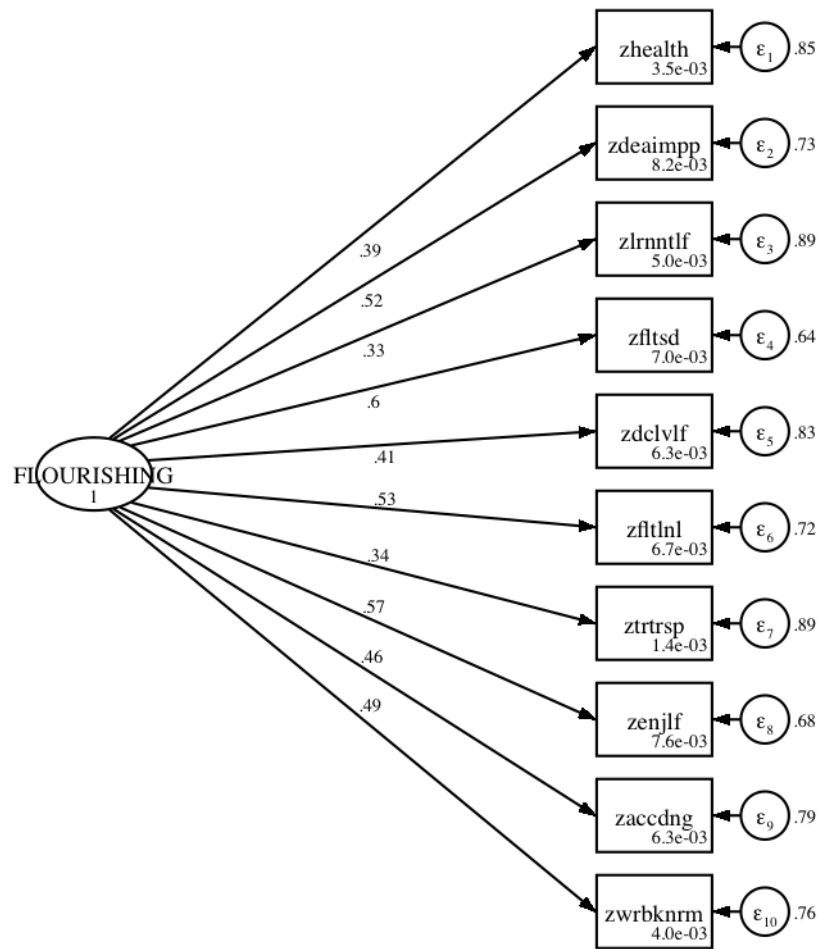 zhealth
3.5e-03
ε1
.85
zdeaimpp
8.2e-03
ε2
.73
zlrnntlf
5.0e-03
ε3
.89
zfltsd
7.0e-03
ε4
.64
zdclvlf
6.3e-03
ε5
.83
zfltlnl
6.7e-03
ε6
.72
ztrtrsp
1.4e-03
ε7
.89
zenjlf
7.6e-03
ε8
.68
zaccdng
6.3e-03
ε9
.79
zwrbknrm
4.0e-03
ε10
.76
FLOURISHING
1
.39
.52
.33
.6
.41
.53
.34
.57
.46
.49